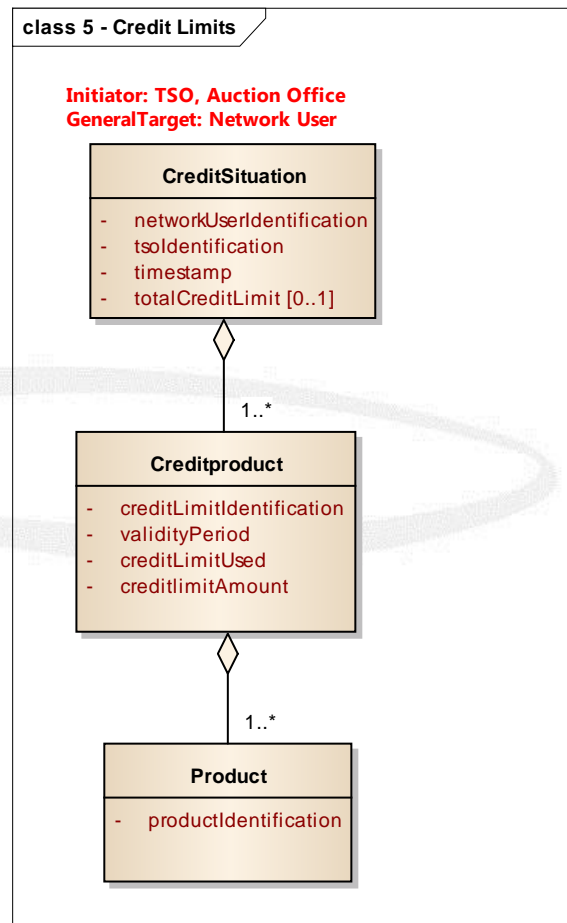 class 5 - Credit Limits
Initiator: TSO, Auction Office
GeneralTarget: Network User
CreditSituation
- networkUserIdentification
- tsoIdentification
- timestamp
- totalCreditLimit [0..1]
1..*
Creditproduct
- creditLimitIdentification
- validityPeriod
- creditLimitUsed
- creditlimitAmount
1..*
Product
- productIdentification